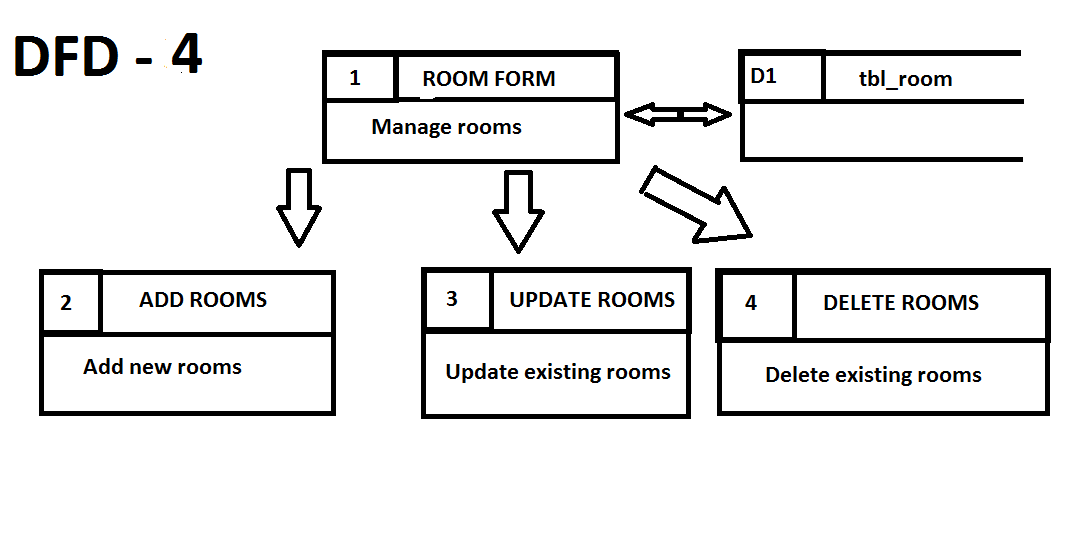 DFD - 4
1 ROOM FORM
Manage rooms
D1 tbl_room
2 ADD ROOMS
Add new rooms
3 UPDATE ROOMS
Update existing rooms
4 DELETE ROOMS
Delete existing rooms